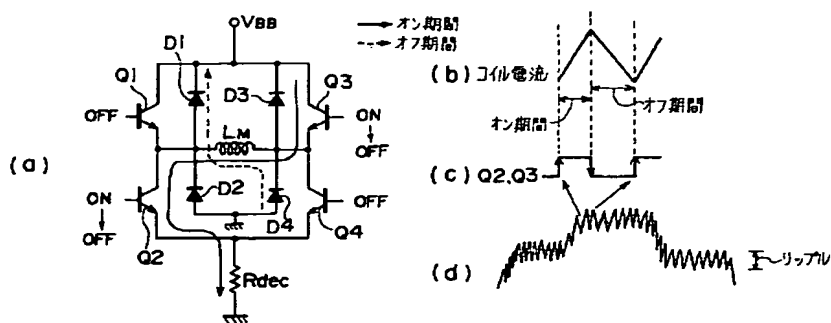 VBB
→ オン期間
⇢ オフ期間
D1
Q1
D3
Q3
OFF
LM
ON
OFF
(a)
D2
ON
OFF
Q2
D4
OFF
Q4
Rdec
(b) コイル電流
オン期間
オフ期間
(c) Q2,Q3
(d)
リップル